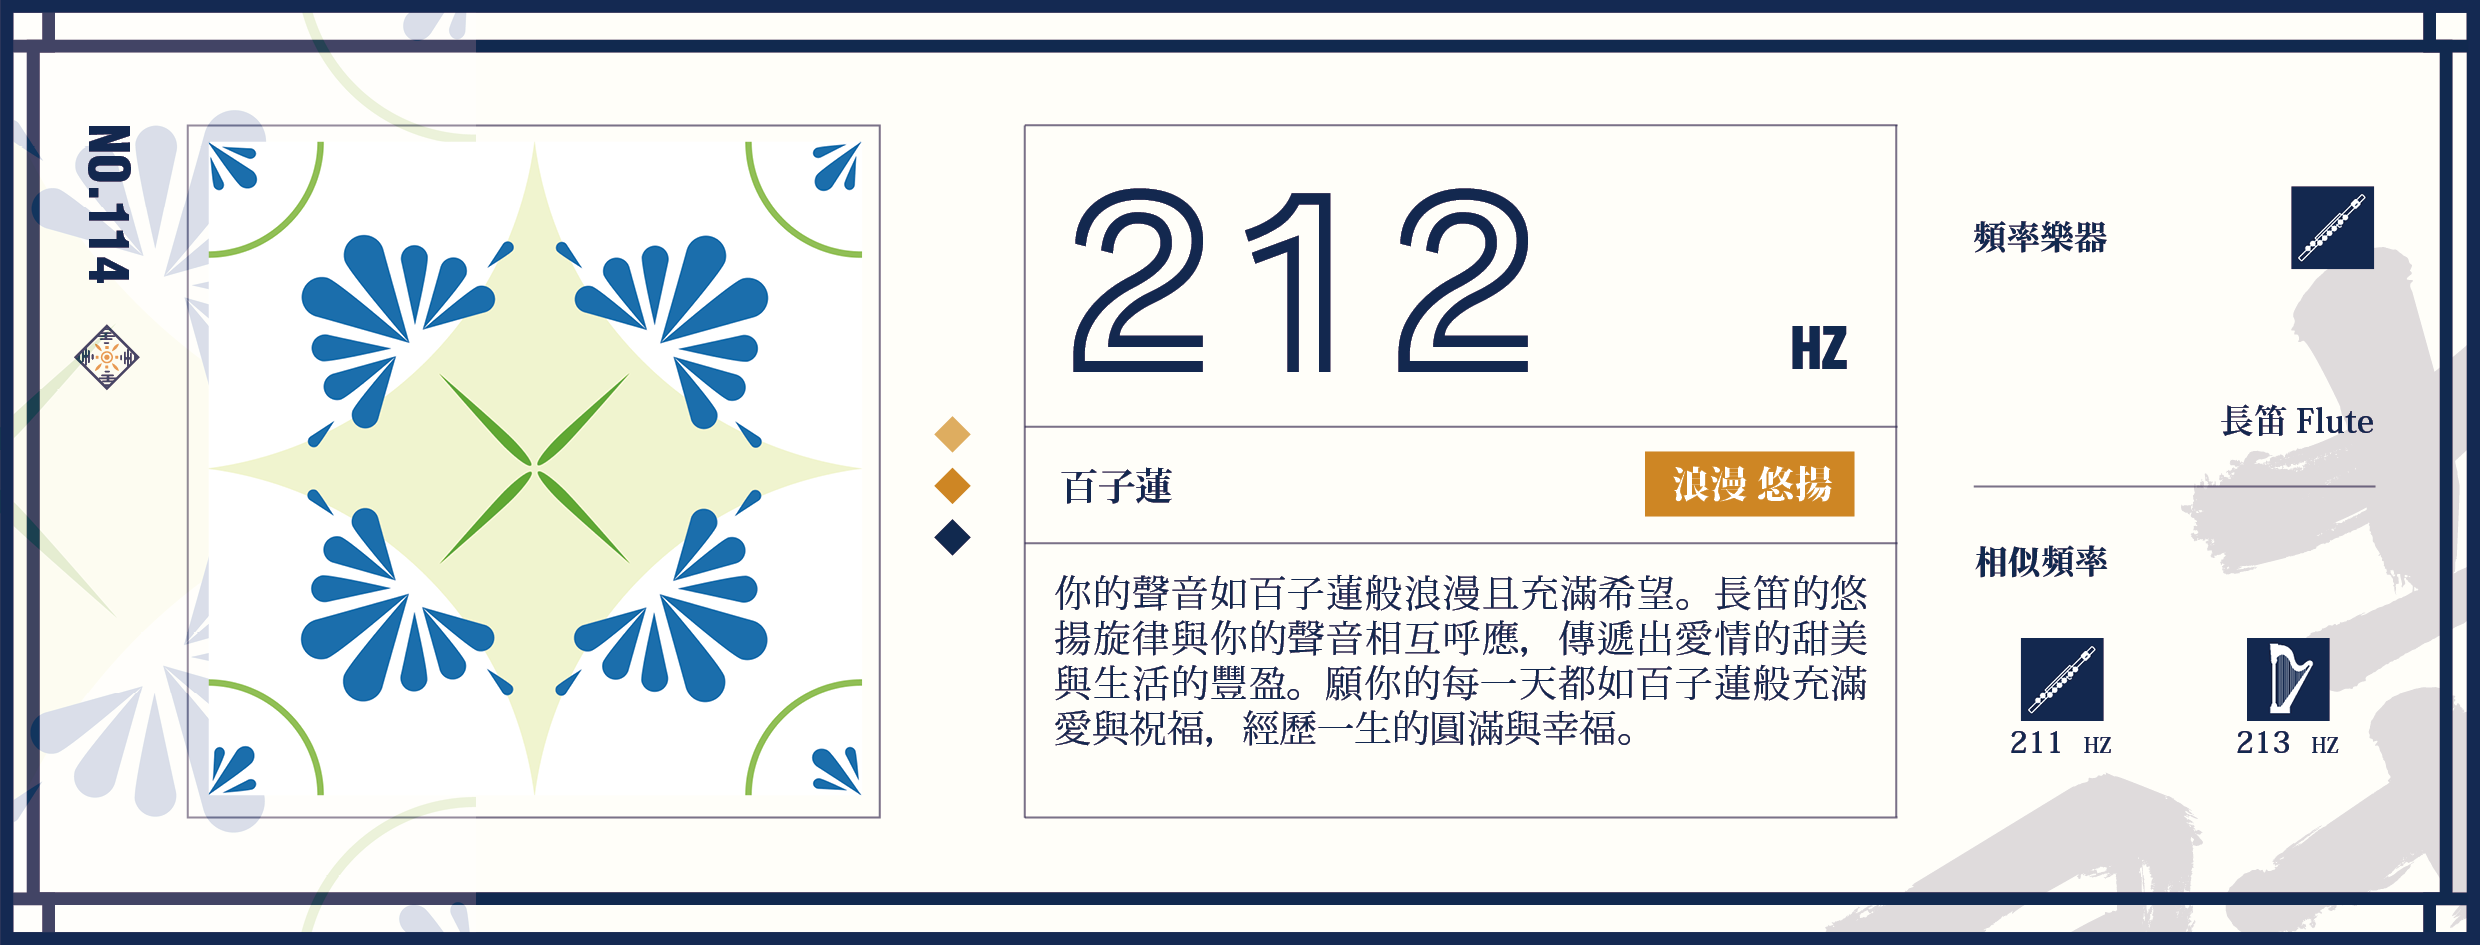 NO.114
212
HZ
百子蓮
浪漫 悠揚
你的聲音如百子蓮般浪漫且充滿希望。長笛的悠
揚旋律與你的聲音相互呼應，傳遞出愛情的甜美
與生活的豐盈。願你的每一天都如百子蓮般充滿
愛與祝福，經歷一生的圓滿與幸福。
頻率樂器
長笛 Flute
相似頻率
211 HZ
213 HZ